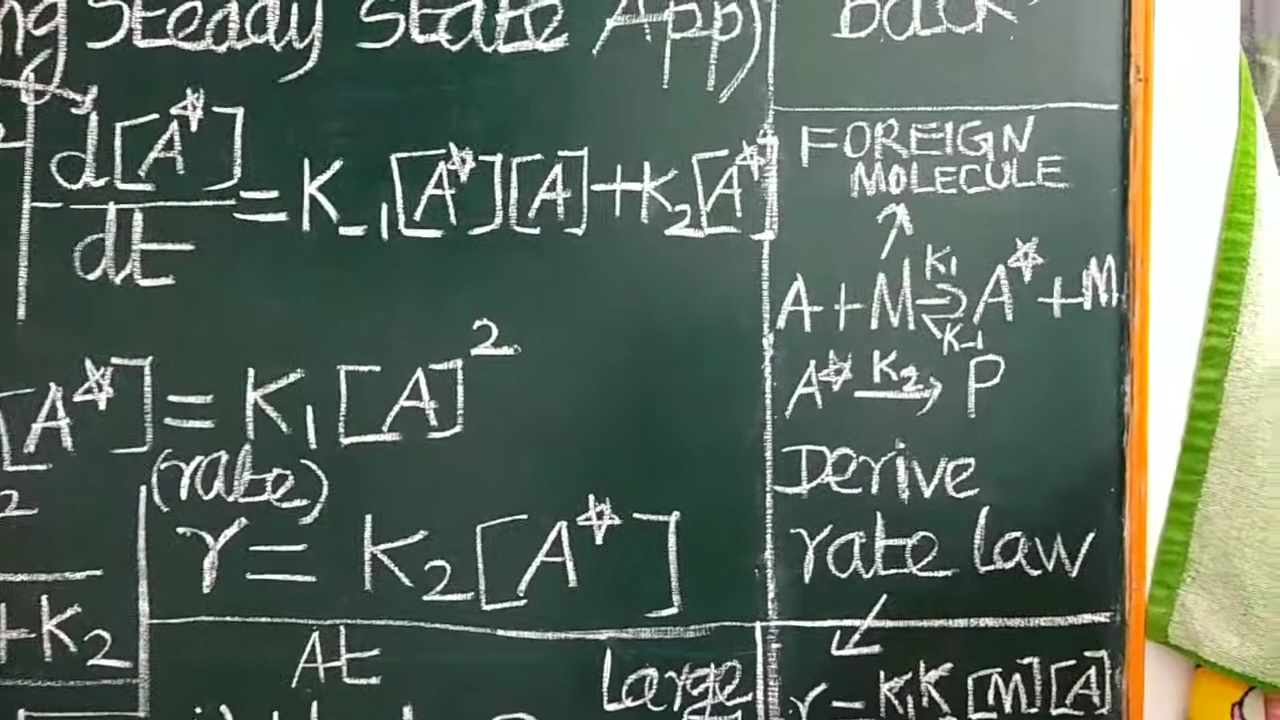 ng Steady State App)
-d[A*]/dt = K₋₁[A*][A]+K₂[A*]
[A*] = K₁[A]²
(rate)
r = K₂[A*]
+K₂
At Large
Back
FOREIGN
MOLECULE
A+M ⇌ A*+M
K₁
K₋₁
A* —K₂→ P
Derive
rate law
r = K₁K [M][A]